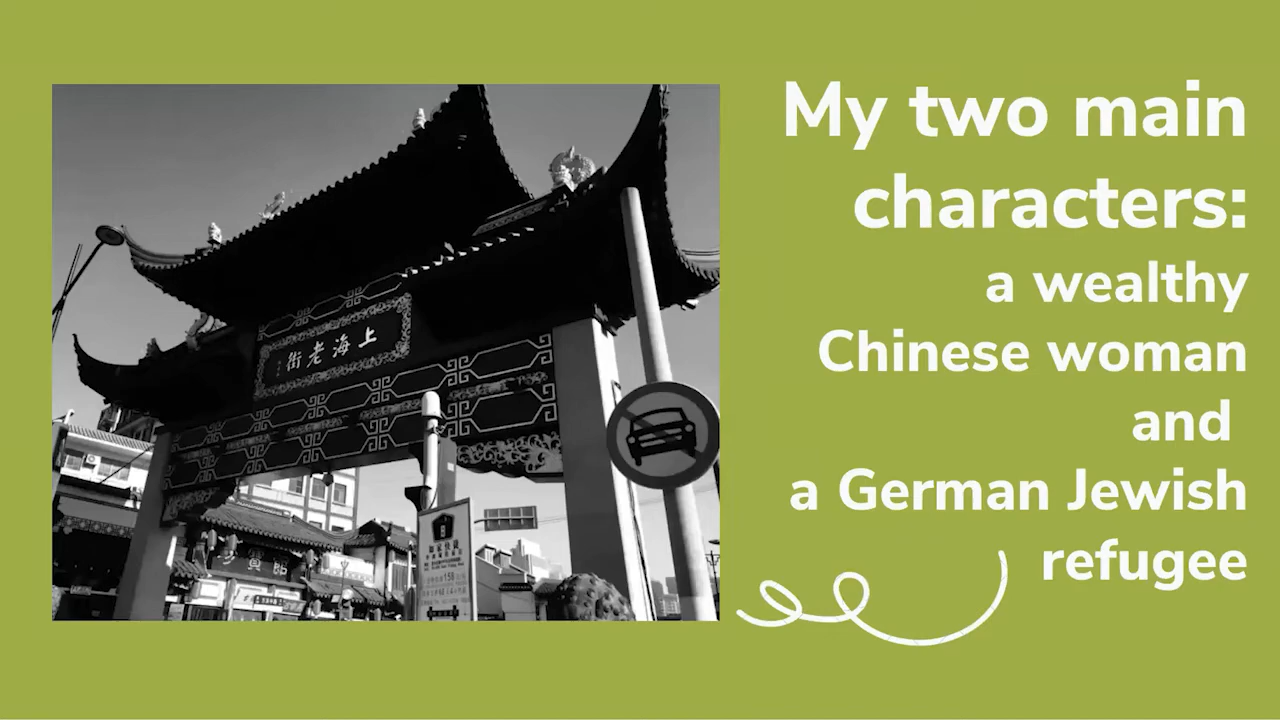 My two main
characters:
a wealthy
Chinese woman
and
a German Jewish
refugee
上海老街